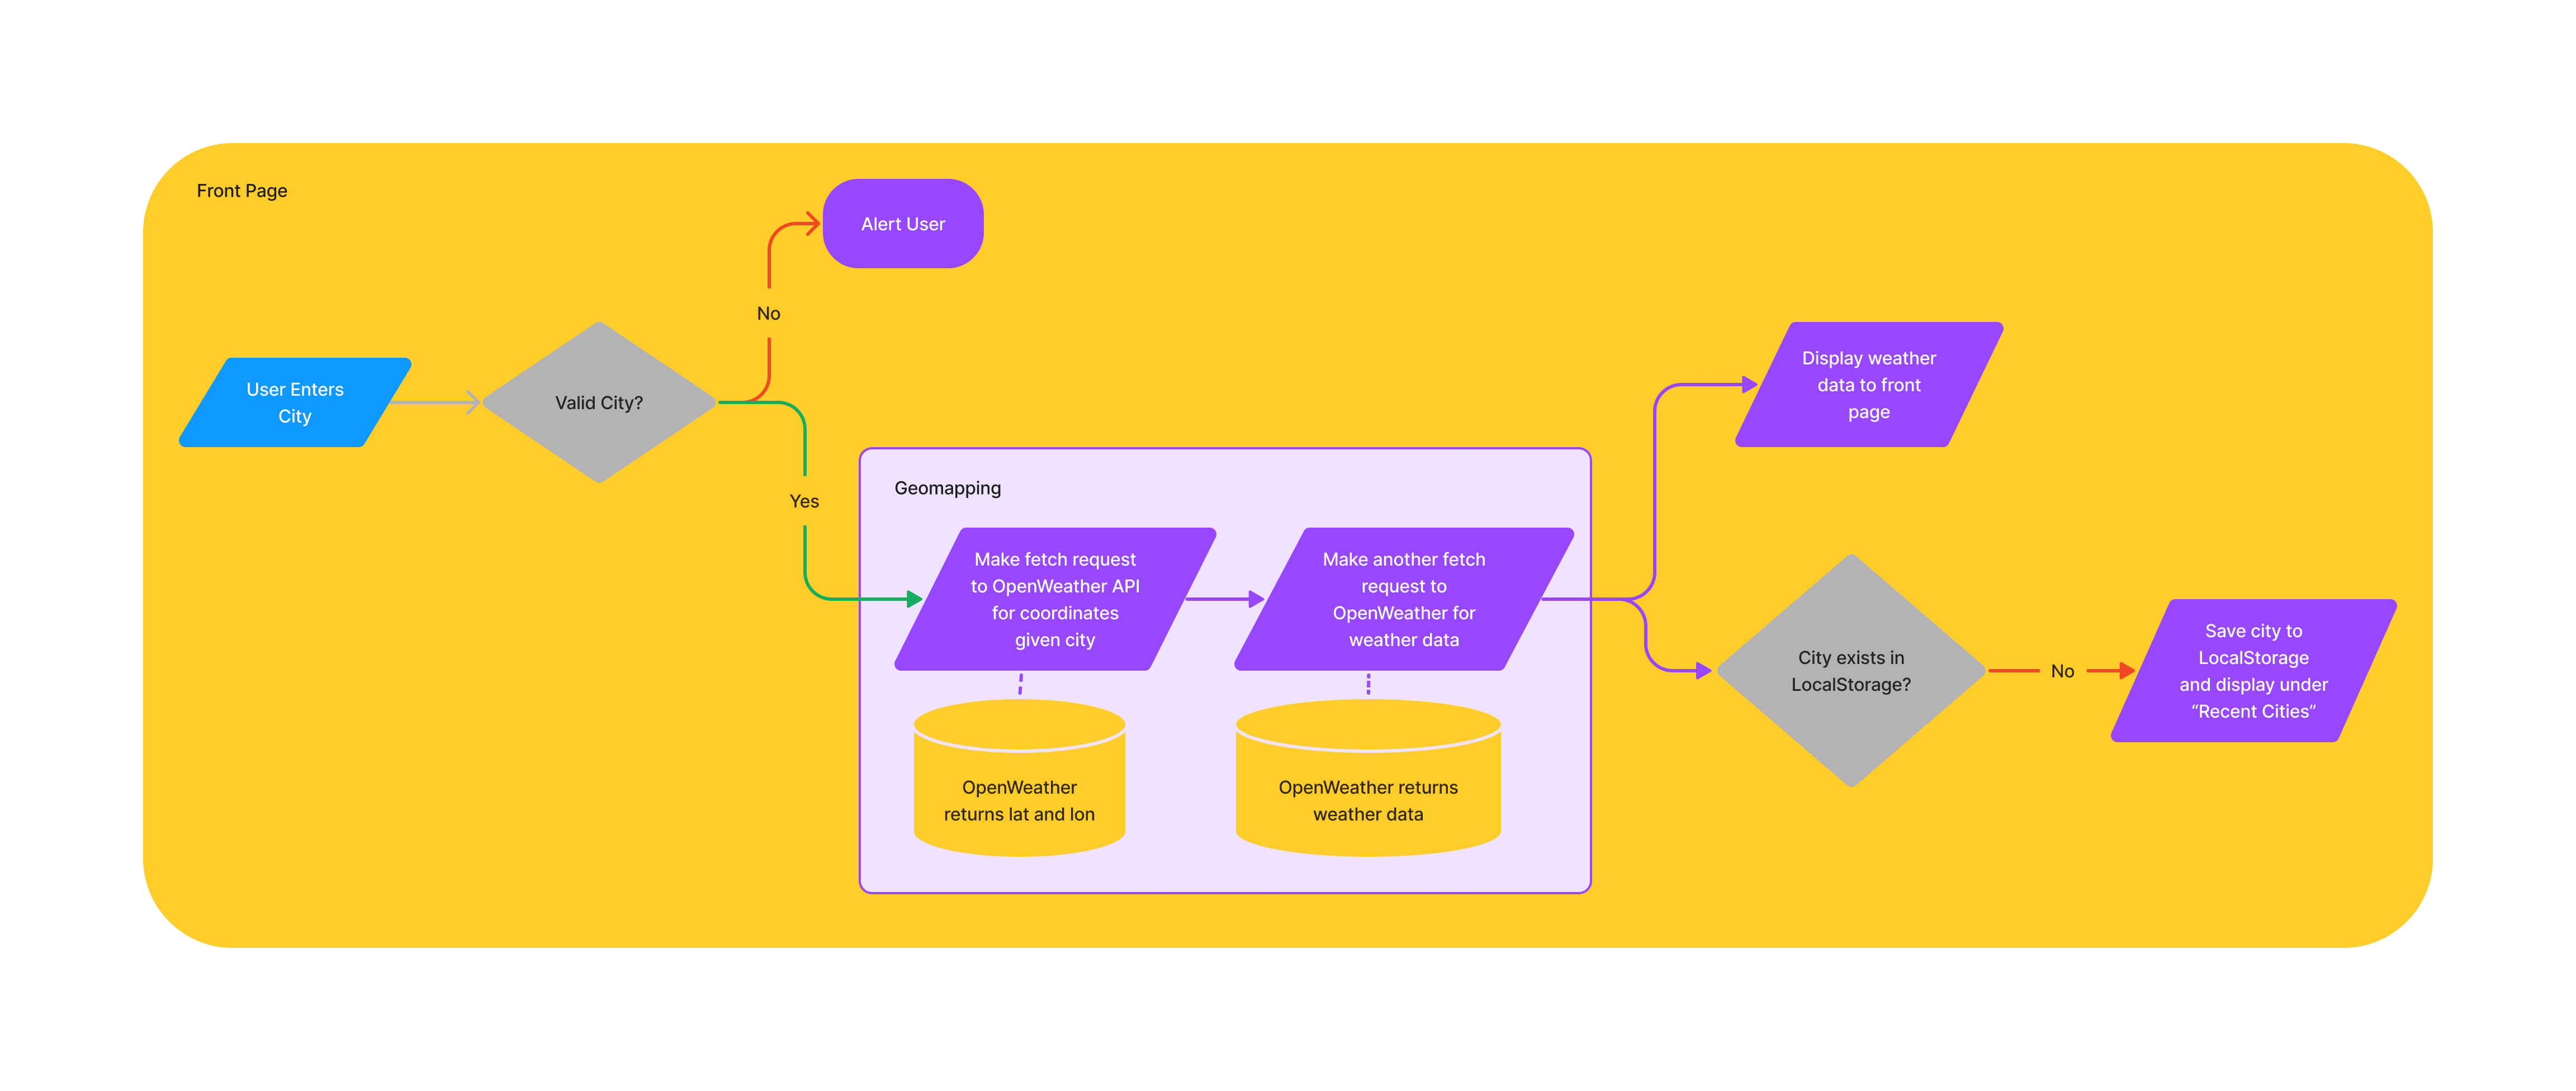 Front Page
Alert User
No
User Enters
City
Valid City?
Yes
Geomapping
Make fetch request
to OpenWeather API
for coordinates
given city
Make another fetch
request to
OpenWeather for
weather data
OpenWeather
returns lat and lon
OpenWeather returns
weather data
Display weather
data to front
page
City exists in
LocalStorage?
No
Save city to
LocalStorage
and display under
“Recent Cities”